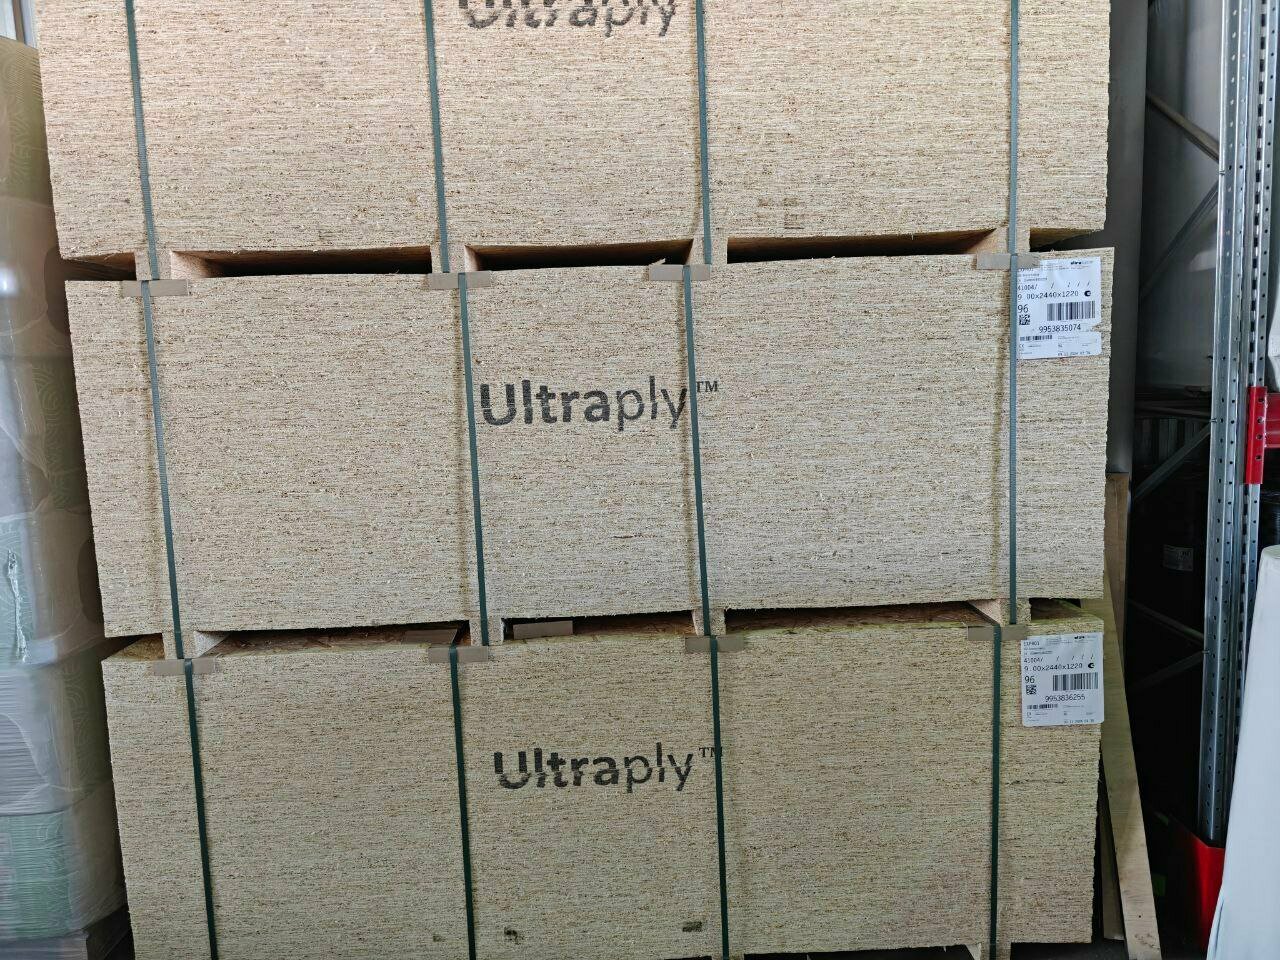 Ultraply
Ultraply™
41004/ / / / /
9.00x2440x1220
96
9953835074
Ultraply™
41004/ / / / /
9.00x2440x1220
96
9953836255